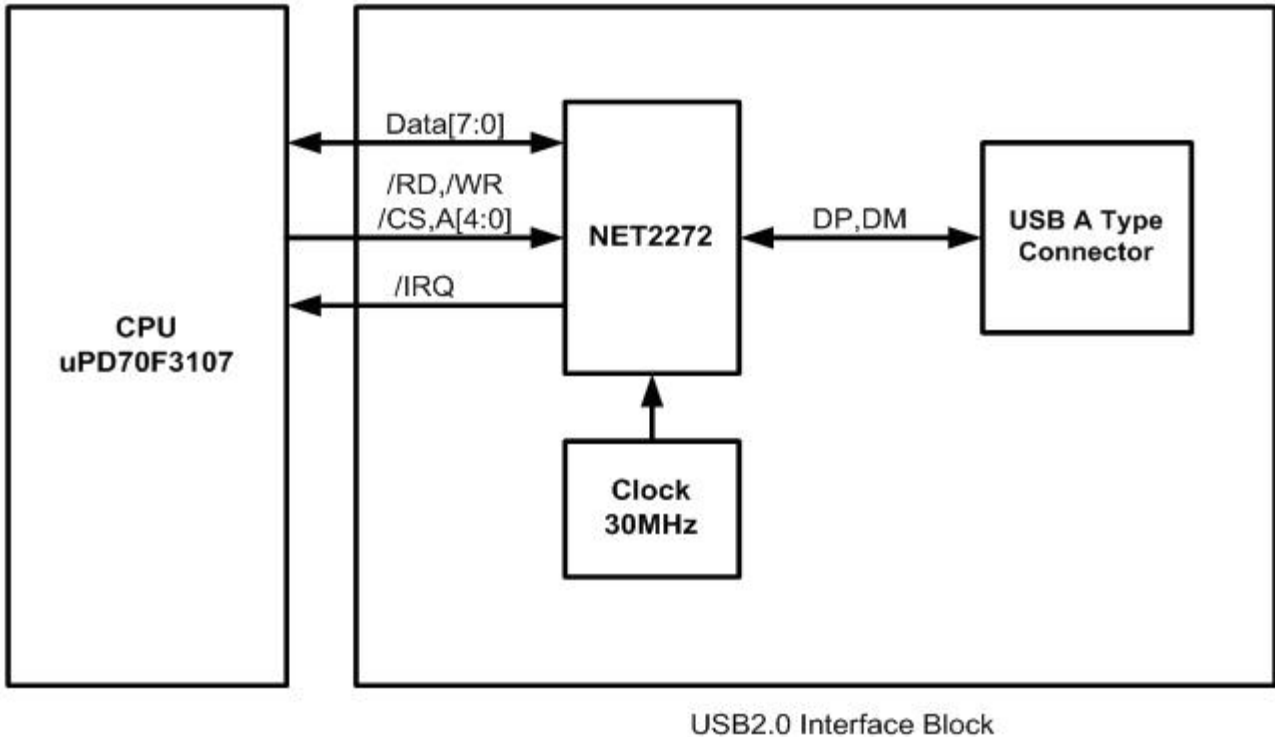 Data[7:0]
/RD,/WR
/CS,A[4:0]
/IRQ
CPU
uPD70F3107
NET2272
DP,DM
USB A Type
Connector
Clock
30MHz
USB2.0 Interface Block